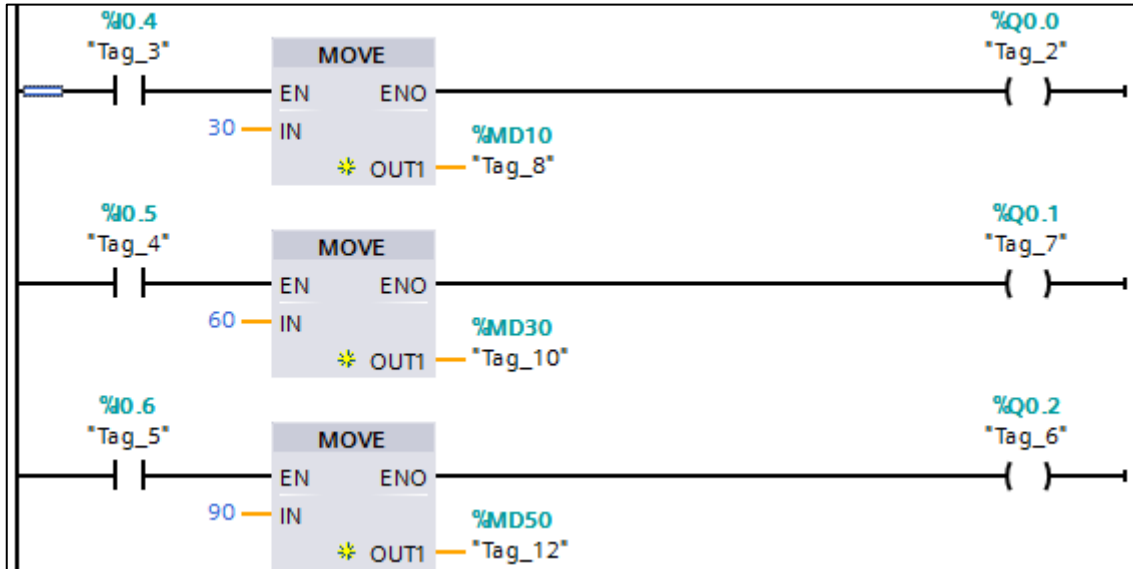 %I0.4 %Q0.0
"Tag_3" "Tag_2"
MOVE
EN ENO
30 IN
%MD10
OUT1 "Tag_8"
%I0.5 %Q0.1
"Tag_4" "Tag_7"
MOVE
EN ENO
60 IN
%MD30
OUT1 "Tag_10"
%I0.6 %Q0.2
"Tag_5" "Tag_6"
MOVE
EN ENO
90 IN
%MD50
OUT1 "Tag_12"